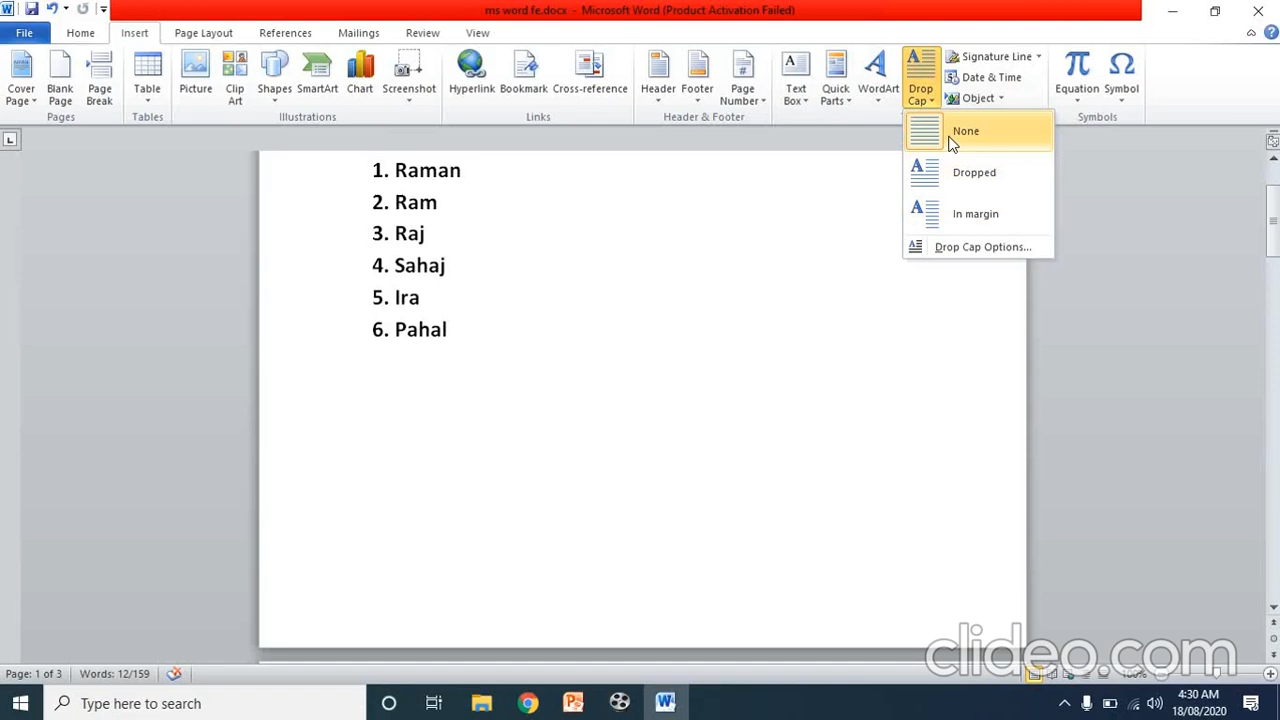 ms word fe.docx - Microsoft Word (Product Activation Failed)
File Home Insert Page Layout References Mailings Review View
Cover Page
Blank Page
Page Break
Table
Picture
Clip Art
Shapes
SmartArt
Chart
Screenshot
Hyperlink
Bookmark
Cross-reference
Header
Footer
Page Number
Text Box
Quick Parts
WordArt
Drop Cap
Signature Line
Date & Time
Object
Equation
Symbol
Pages Tables Illustrations Links Header & Footer Symbols
None
Dropped
In margin
Drop Cap Options...
1. Raman
2. Ram
3. Raj
4. Sahaj
5. Ira
6. Pahal
clideo.com
Page: 1 of 3 Words: 12/159 100%
Type here to search
4:30 AM
18/08/2020